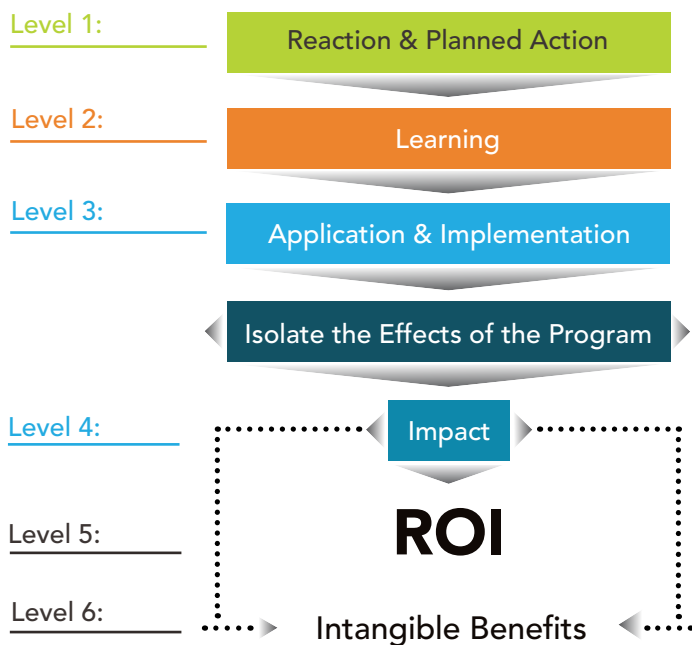 Level 1:
Reaction & Planned Action
Level 2:
Learning
Level 3:
Application & Implementation
Isolate the Effects of the Program
Level 4:
Impact
Level 5:
ROI
Level 6:
Intangible Benefits